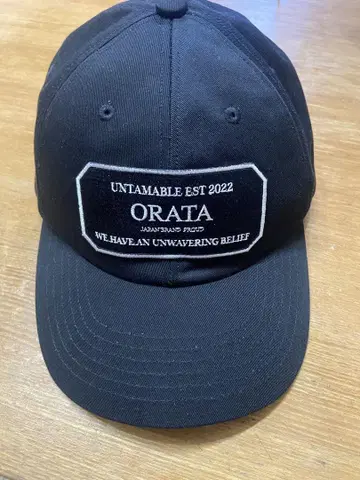 UNTAMABLE EST 2022
ORATA
JAPAN BRAND PROUD
WE HAVE AN UNWAVERING BELIEF